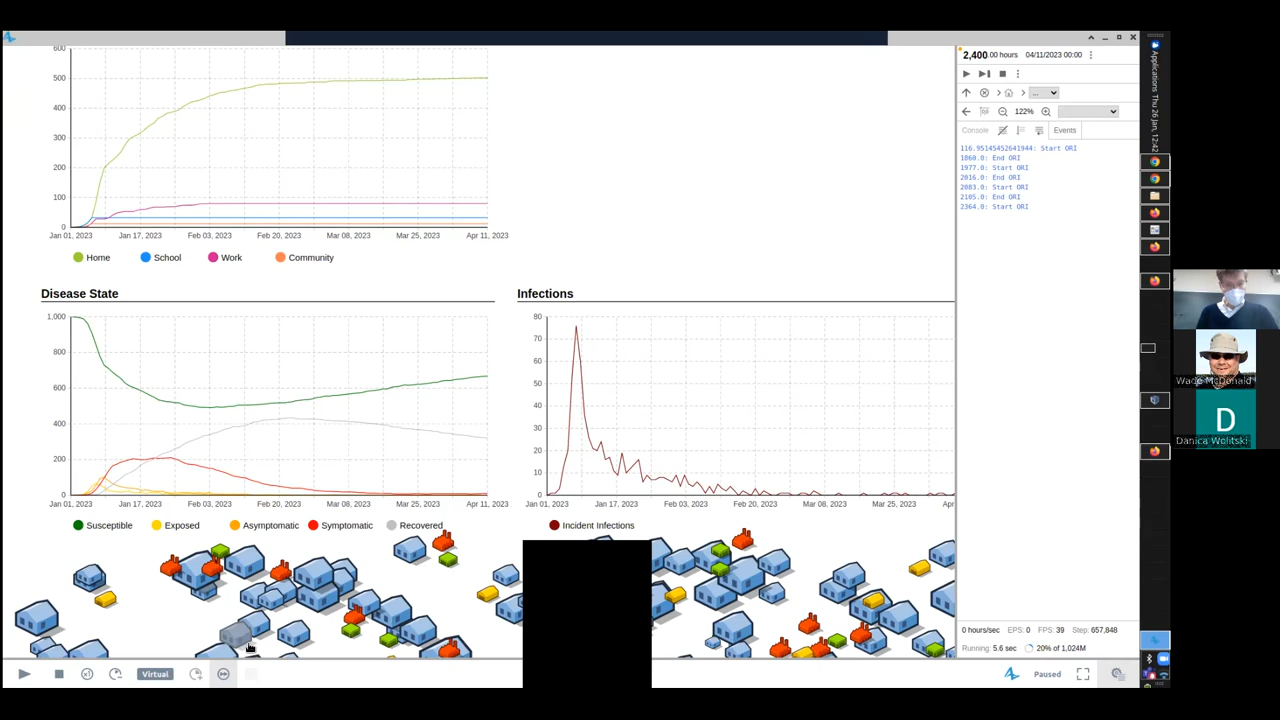 600
500
400
300
200
100
0
Jan 01, 2023 Jan 17, 2023 Feb 03, 2023 Feb 20, 2023 Mar 08, 2023 Mar 25, 2023 Apr 11, 2023
Home School Work Community
Disease State
1,000
800
600
400
200
0
Jan 01, 2023 Jan 17, 2023 Feb 03, 2023 Feb 20, 2023 Mar 08, 2023 Mar 25, 2023 Apr 11, 2023
Susceptible Exposed Asymptomatic Symptomatic Recovered
Infections
80
70
60
50
40
30
20
10
0
Jan 01, 2023 Jan 17, 2023 Feb 03, 2023 Feb 20, 2023 Mar 08, 2023 Mar 25, 2023
Incident Infections
x1 Virtual Paused
2,400.00 hours 04/11/2023 00:00
...
122%
Console Events
116.95145452641944: Start ORI
1860.0: End ORI
1977.0: Start ORI
2016.0: End ORI
2083.0: Start ORI
2105.0: End ORI
2364.0: Start ORI
0 hours/sec EPS: 0 FPS: 39 Step: 657,848
Running: 5.6 sec 20% of 1,024M
Applications Thu 26 Jan, 12:42
Wade McDonald
D
Danica Wolitski